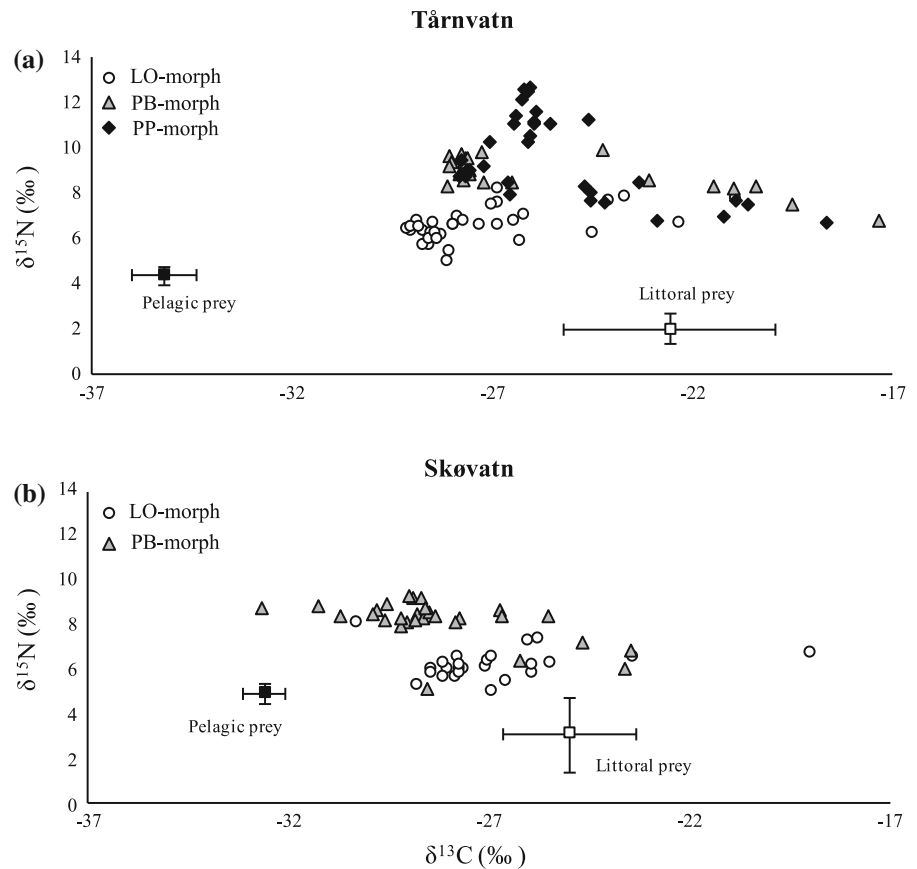 Tårnvatn
(a)
14
12
10
8
6
4
2
0
δ¹⁵N (‰)
LO-morph
PB-morph
PP-morph
Pelagic prey
Littoral prey
-37 -32 -27 -22 -17
Skøvatn
(b)
14
12
10
8
6
4
2
0
δ¹⁵N (‰)
LO-morph
PB-morph
Pelagic prey
Littoral prey
-37 -32 -27 -22 -17
δ¹³C (‰)